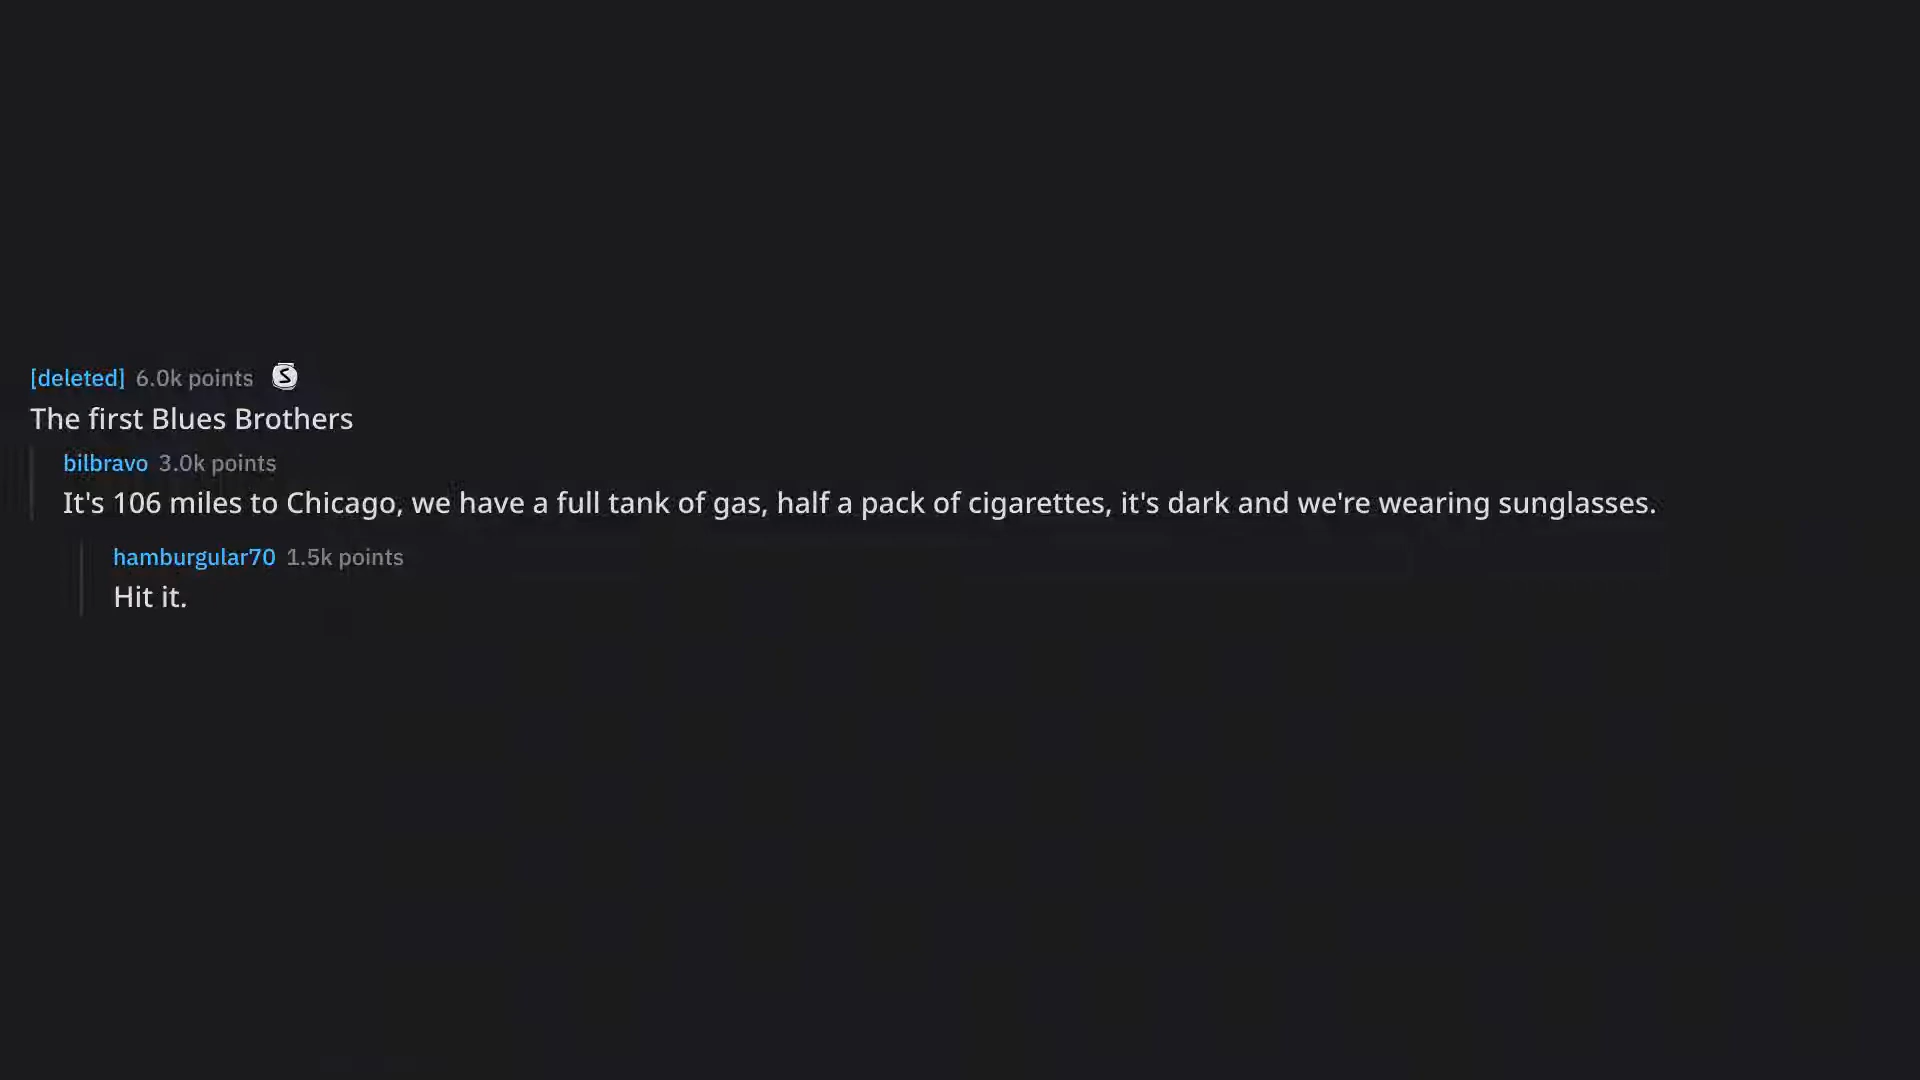 [deleted] 6.0k points S
The first Blues Brothers
bilbravo 3.0k points
It's 106 miles to Chicago, we have a full tank of gas, half a pack of cigarettes, it's dark and we're wearing sunglasses.
hamburgular70 1.5k points
Hit it.